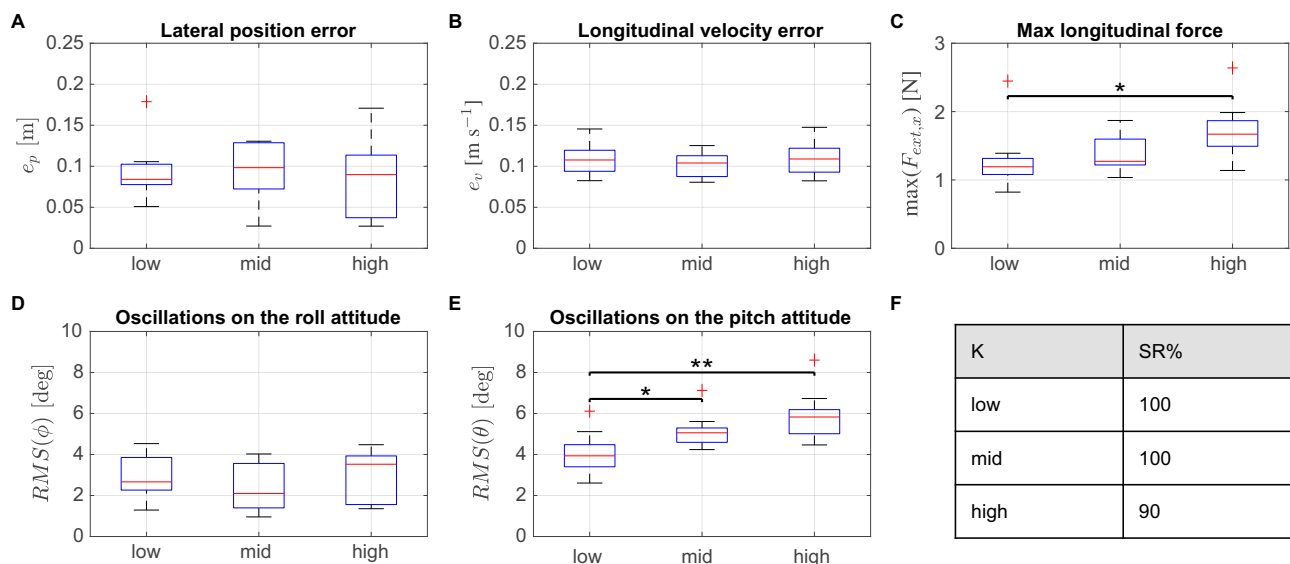 A
Lateral position error
0.25
0.2
0.15
0.1
0.05
0
e_p [m]
low mid high
B
Longitudinal velocity error
0.25
0.2
0.15
0.1
0.05
0
e_v [m s⁻¹]
low mid high
C
Max longitudinal force
3
2
1
0
max(F_{ext,x}) [N]
*
low mid high
D
Oscillations on the roll attitude
10
8
6
4
2
0
RMS(ϕ) [deg]
low mid high
E
Oscillations on the pitch attitude
10
8
6
4
2
0
RMS(θ) [deg]
**
*
low mid high
F
K SR%
low 100
mid 100
high 90